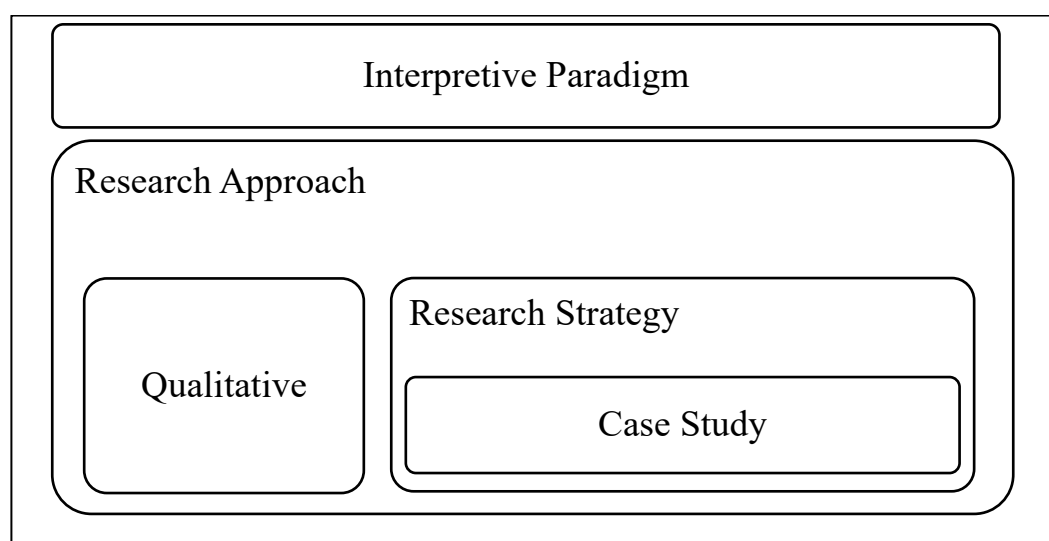 Interpretive Paradigm
Research Approach
Research Strategy
Qualitative
Case Study